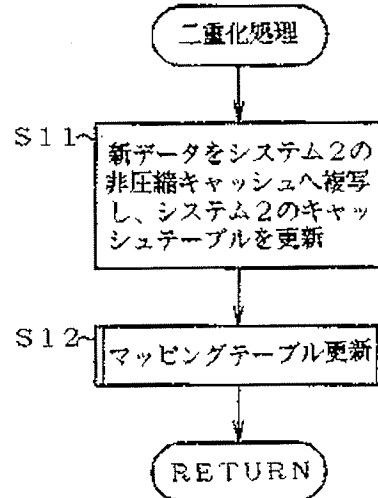 二重化処理
S11
新データをシステム2の
非圧縮キャッシュへ複写
し、システム2のキャッ
シュテーブルを更新
S12
マッピングテーブル更新
RETURN